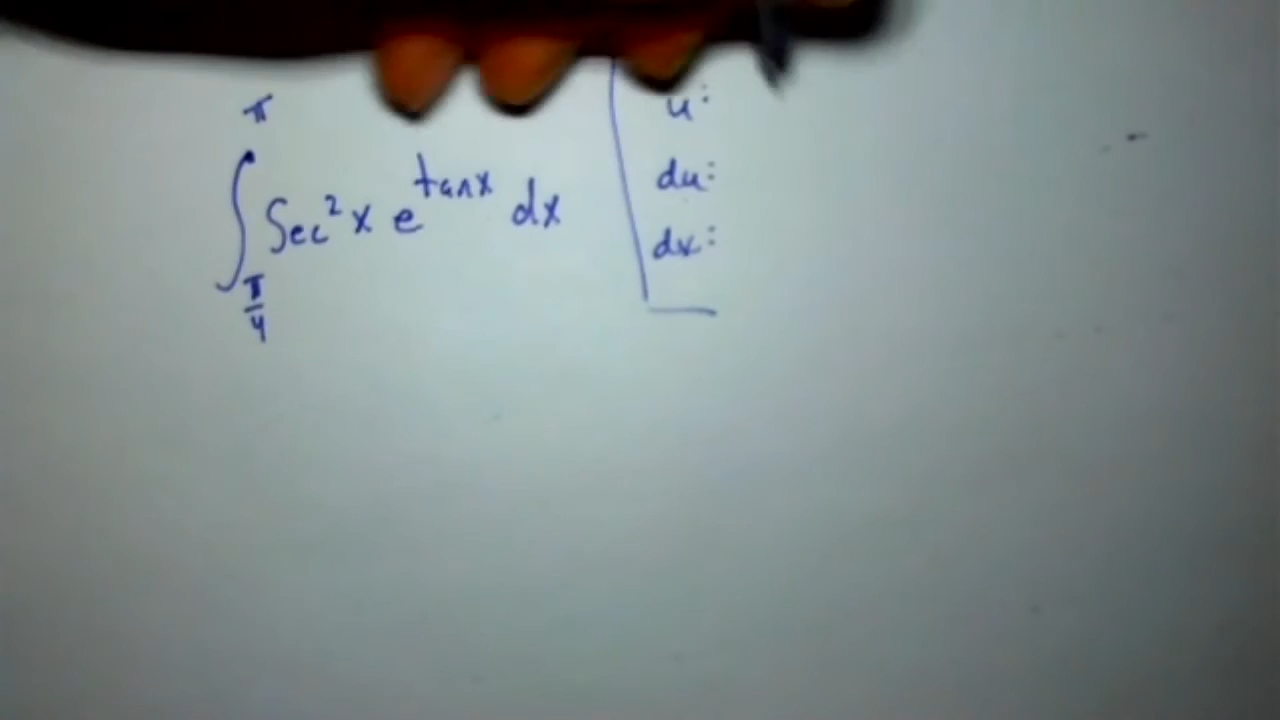 ∫_{π/4}^{π} Sec²x e^{tanx} dx
u:
du:
dx: